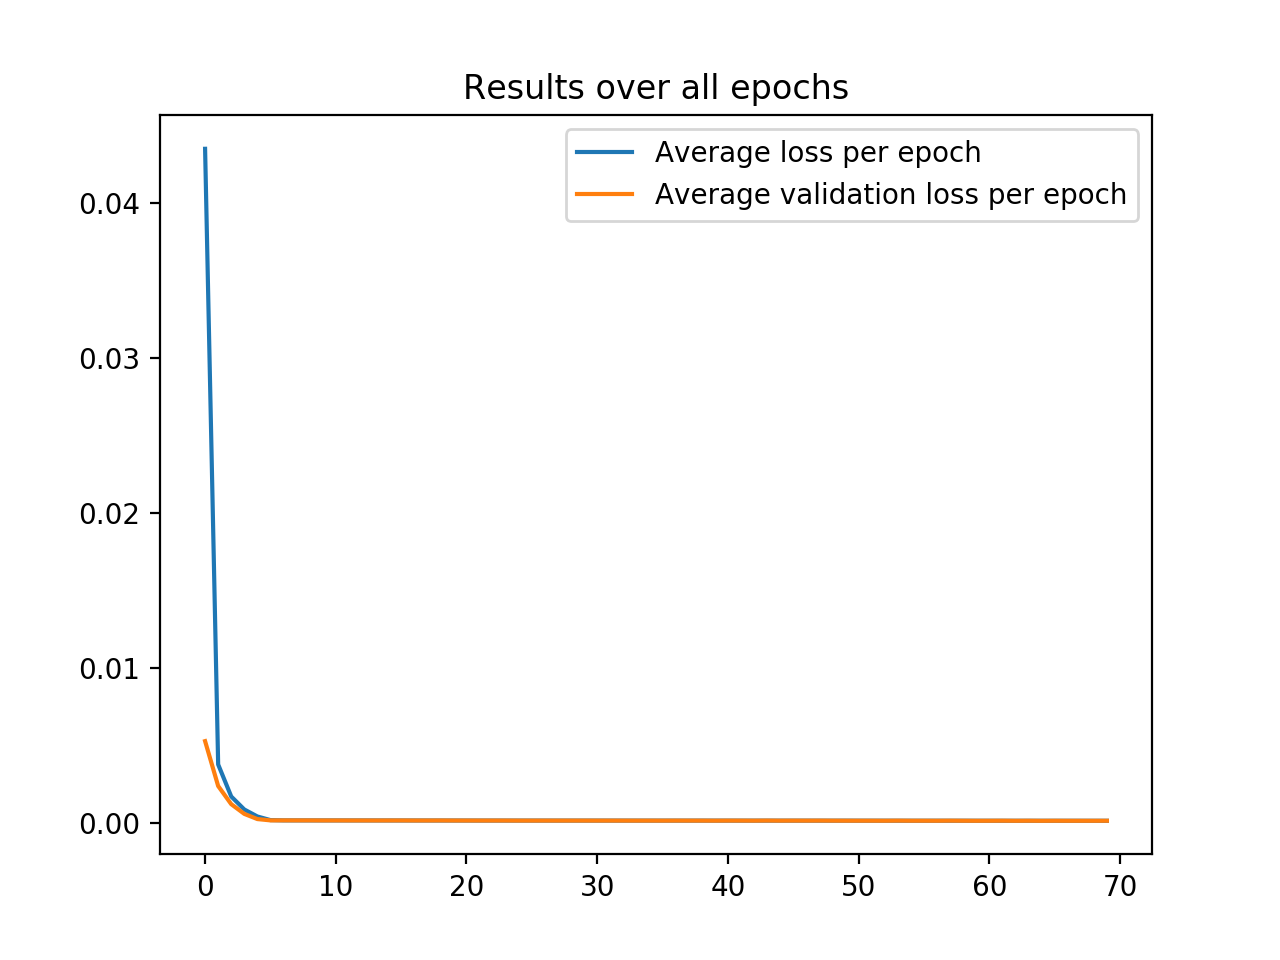 Results over all epochs
Average loss per epoch
Average validation loss per epoch
0.04
0.03
0.02
0.01
0.00
0 10 20 30 40 50 60 70